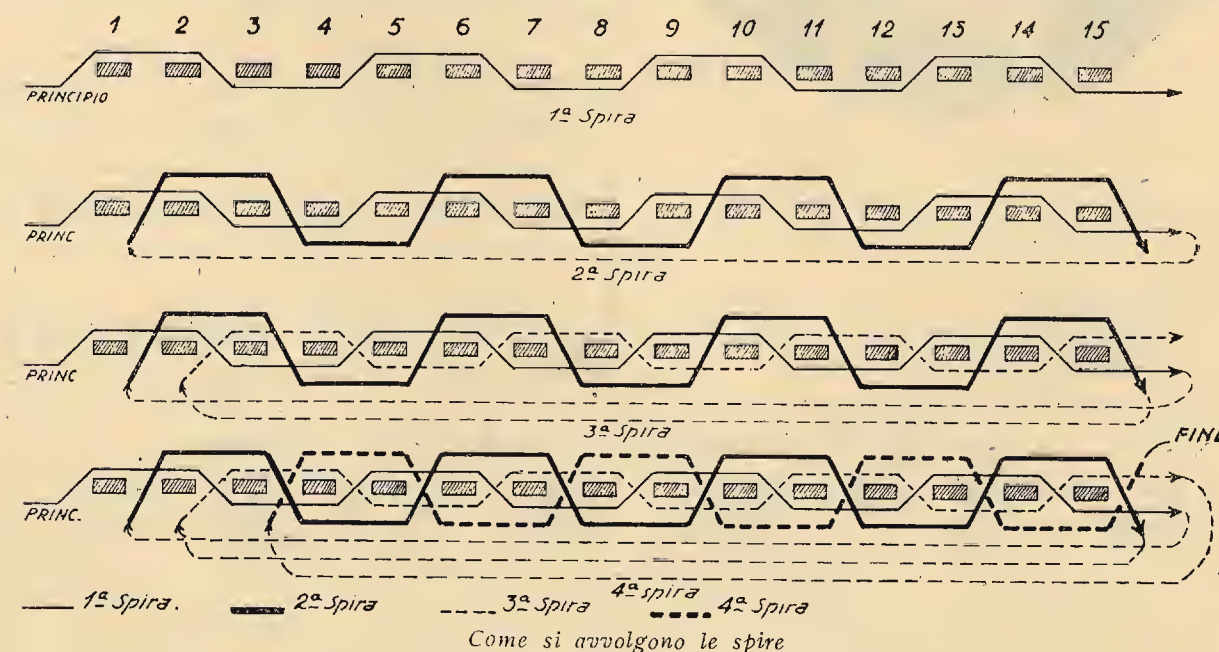 1 2 3 4 5 6 7 8 9 10 11 12 13 14 15
PRINCIPIO
1ª Spira
PRINC
2ª Spira
PRINC
3ª Spira
FINE
PRINC.
4ª spira
1ª Spira. 2ª Spira 3ª Spira 4ª Spira
Come si avvolgono le spire